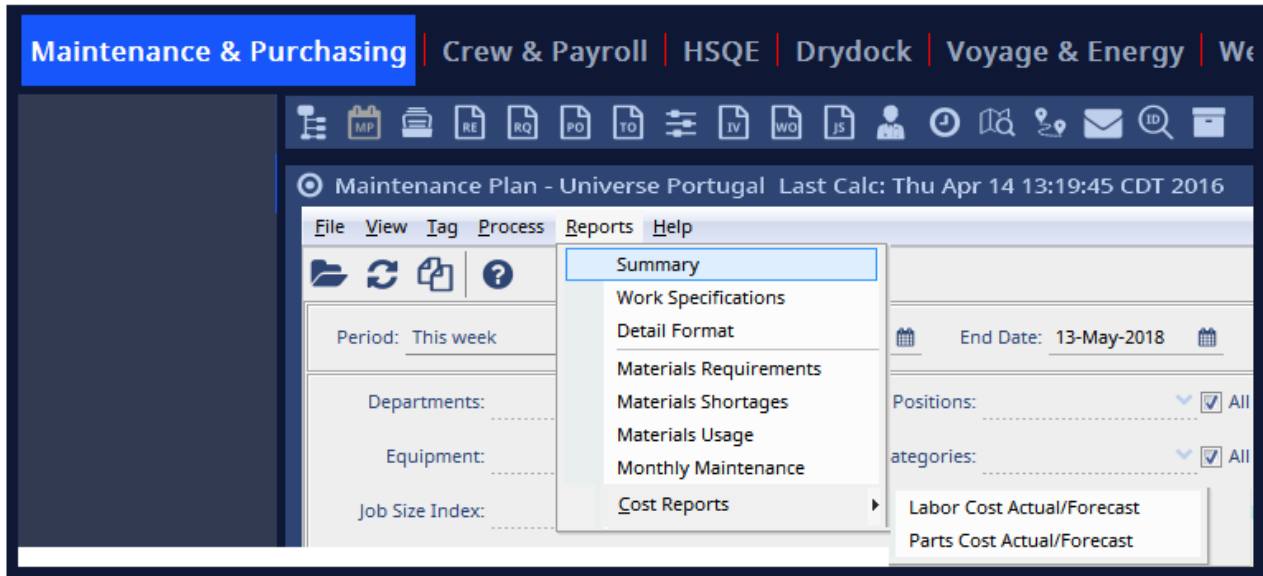 Maintenance & Purchasing Crew & Payroll HSQE Drydock Voyage & Energy
MP RE RQ PO TO IV WO JS ID
Maintenance Plan - Universe Portugal Last Calc: Thu Apr 14 13:19:45 CDT 2016
File View Tag Process Reports Help
Summary
Work Specifications
Detail Format
Materials Requirements
Materials Shortages
Materials Usage
Monthly Maintenance
Cost Reports
Labor Cost Actual/Forecast
Parts Cost Actual/Forecast
Period: This week End Date: 13-May-2018
Departments: Positions: All
Equipment: All
Job Size Index: